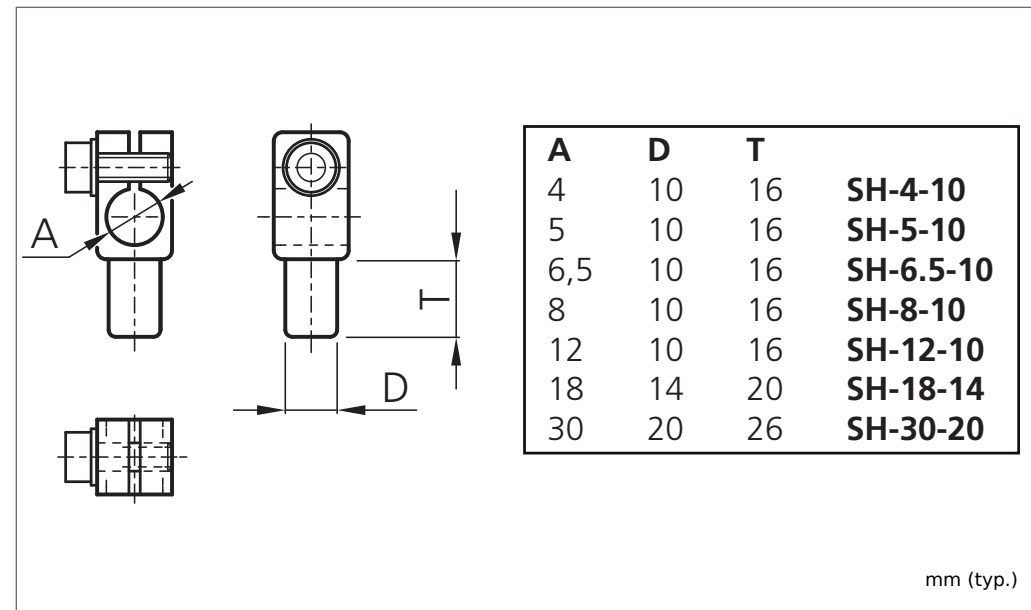 A
T
D
A D T
4 10 16 SH-4-10
5 10 16 SH-5-10
6,5 10 16 SH-6.5-10
8 10 16 SH-8-10
12 10 16 SH-12-10
18 14 20 SH-18-14
30 20 26 SH-30-20
mm (typ.)